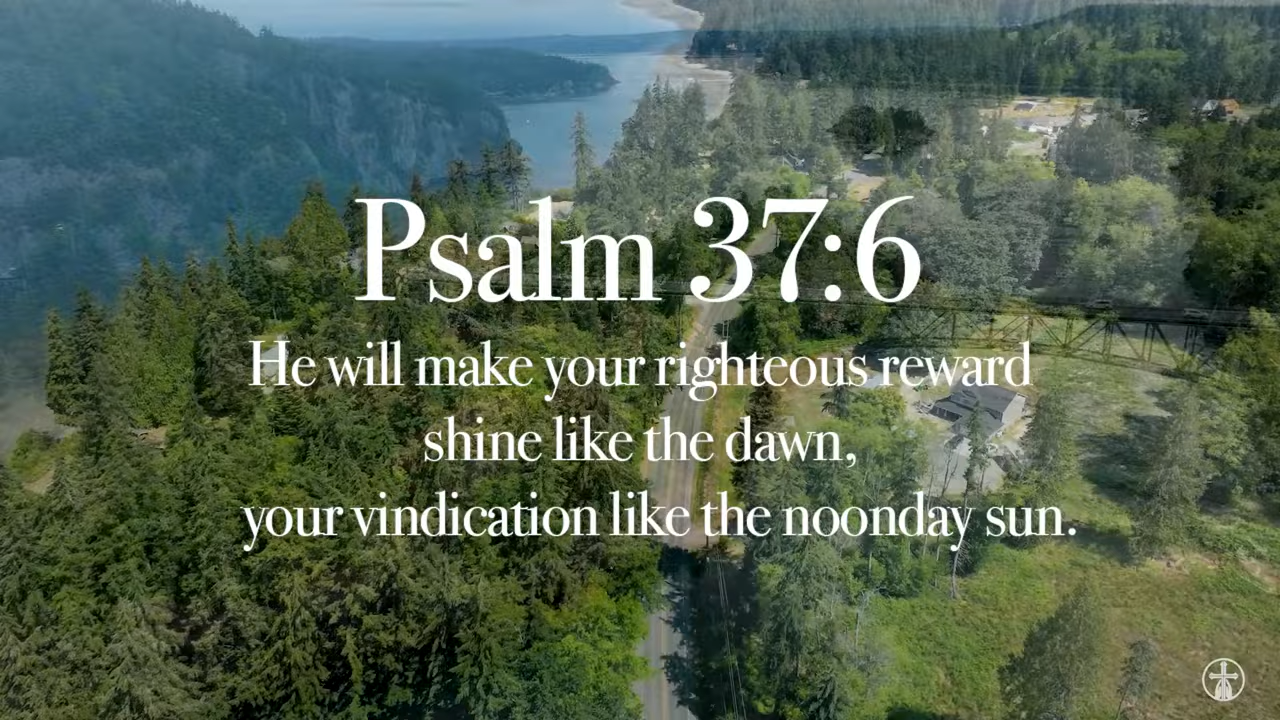 Psalm 37:6
He will make your righteous reward
shine like the dawn,
your vindication like the noonday sun.